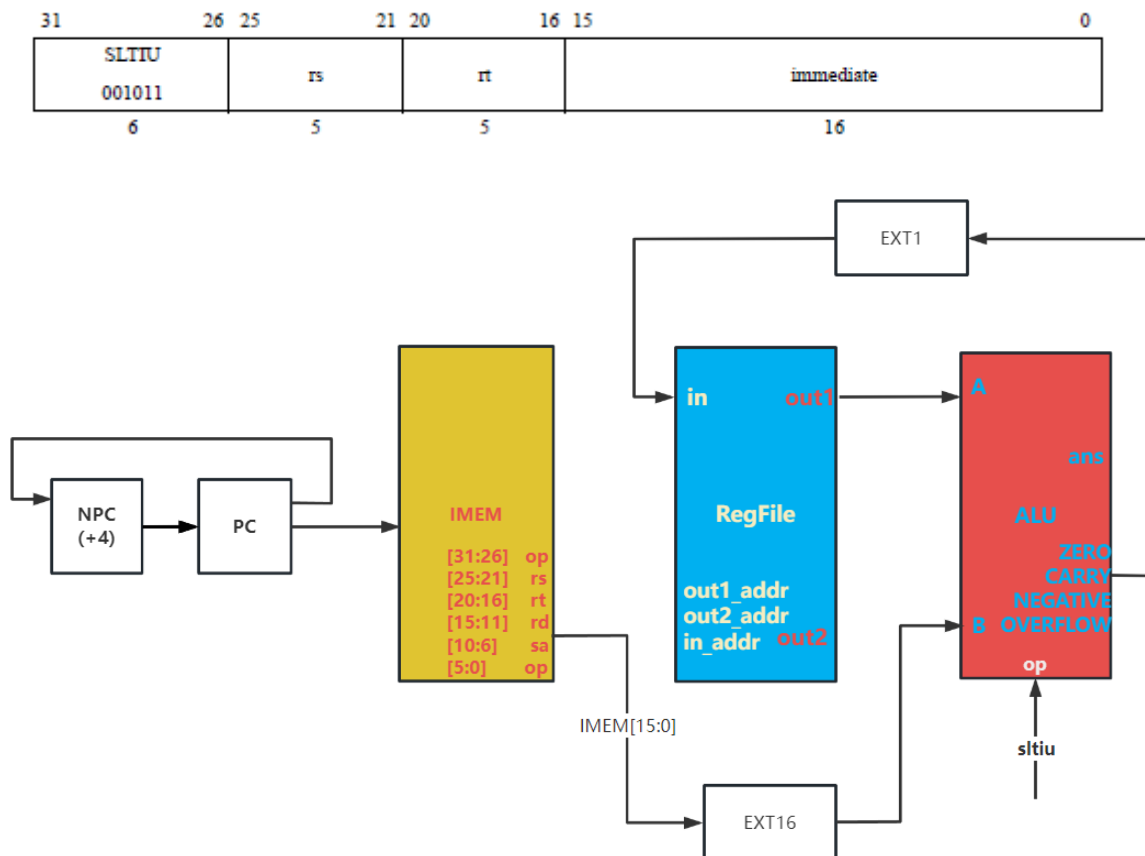 31 26 25 21 20 16 15 0
SLTIU
001011
rs
rt
immediate
6 5 5 16
EXT1
in
out1
A
ans
NPC
(+4)
PC
IMEM
RegFile
ALU
[31:26] op
[25:21] rs
[20:16] rt
[15:11] rd
[10:6] sa
[5:0] op
out1_addr
out2_addr
in_addr
out2
ZERO
CARRY
NEGATIVE
OVERFLOW
B
op
IMEM[15:0]
sltiu
EXT16